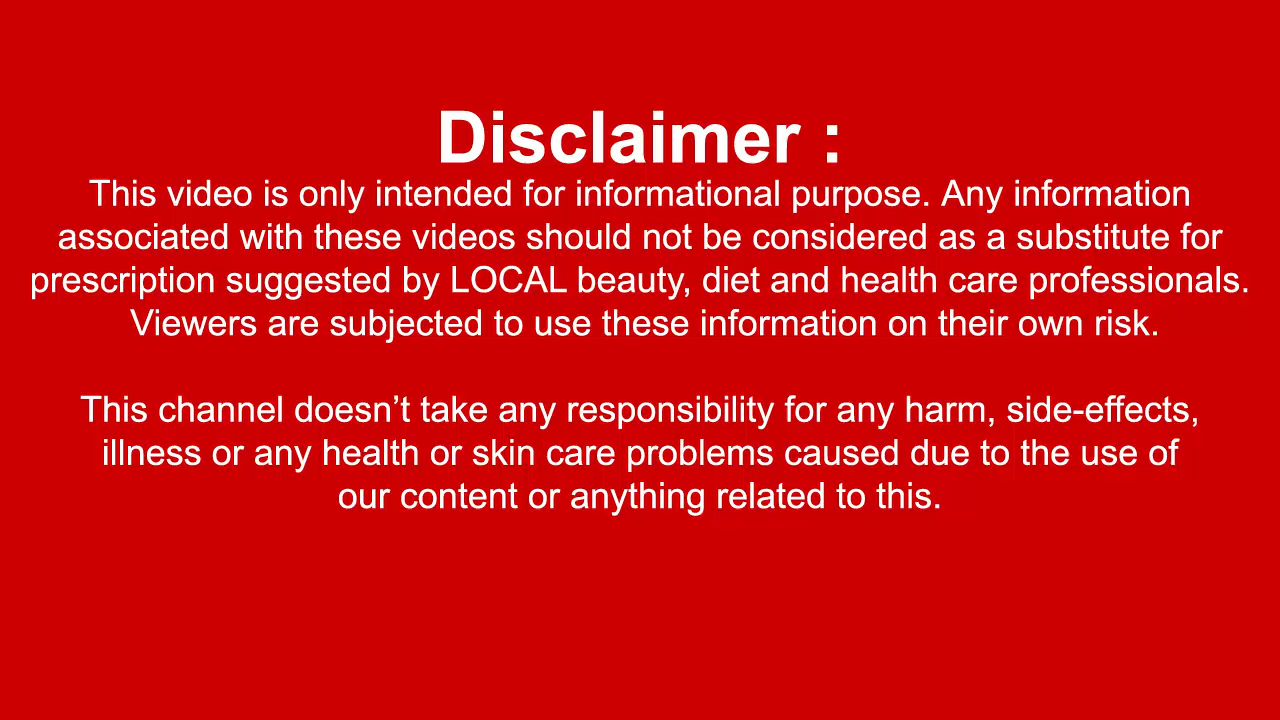 Disclaimer :
This video is only intended for informational purpose. Any information
associated with these videos should not be considered as a substitute for
prescription suggested by LOCAL beauty, diet and health care professionals.
Viewers are subjected to use these information on their own risk.
This channel doesn’t take any responsibility for any harm, side-effects,
illness or any health or skin care problems caused due to the use of
our content or anything related to this.